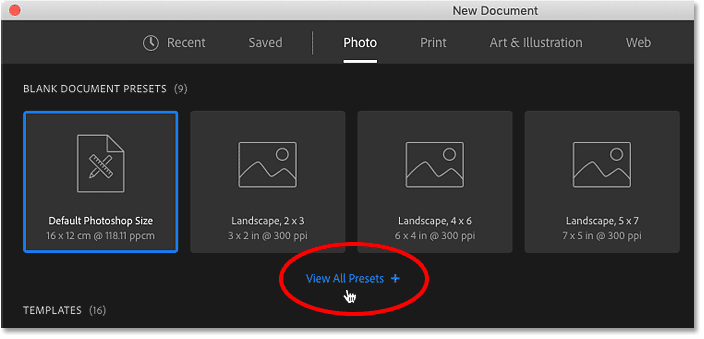 New Document
Recent Saved Photo Print Art & Illustration Web
BLANK DOCUMENT PRESETS (9)
Default Photoshop Size Landscape, 2 x 3 Landscape, 4 x 6 Landscape, 5 x 7
16 x 12 cm @ 118.11 ppcm 3 x 2 in @ 300 ppi 6 x 4 in @ 300 ppi 7 x 5 in @ 300 ppi
View All Presets +
TEMPLATES (16)